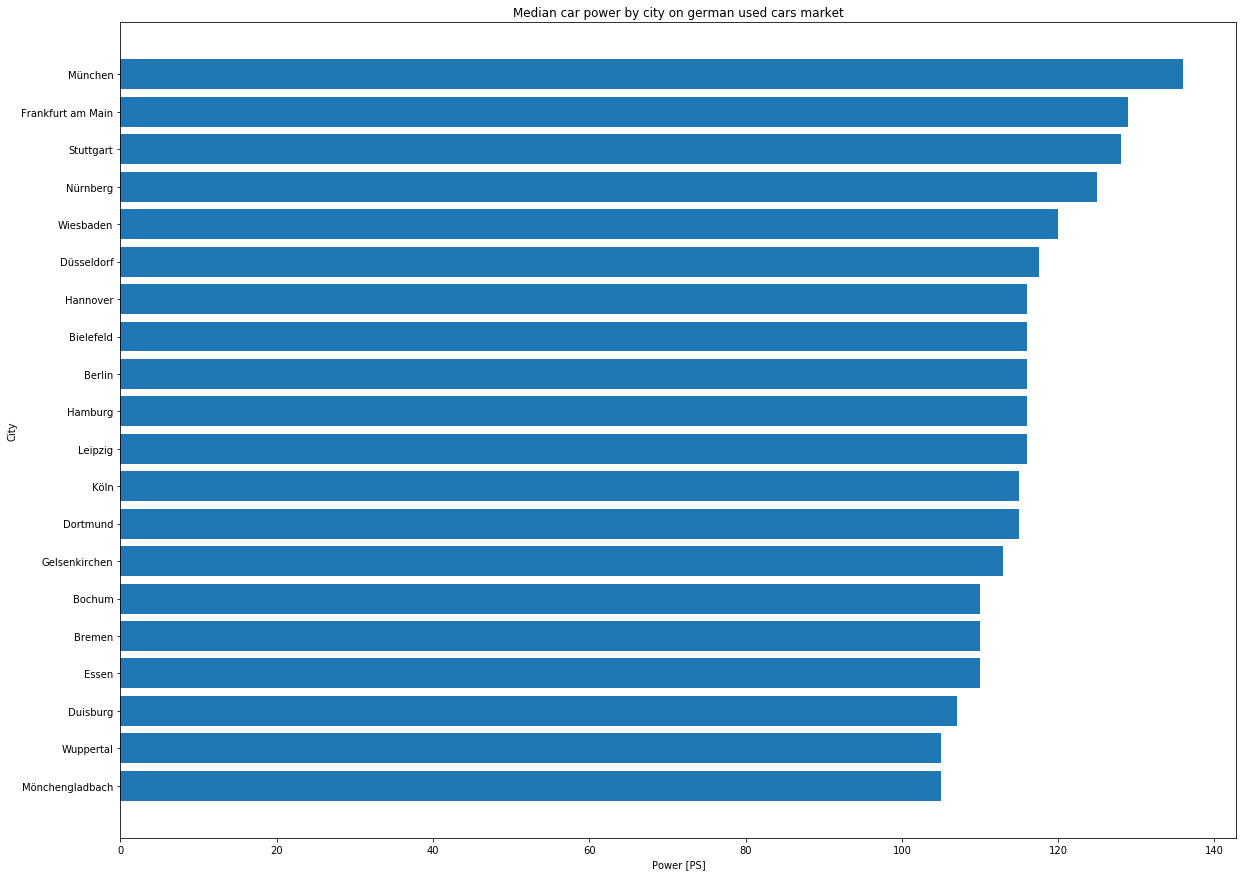 Median car power by city on german used cars market
München
Frankfurt am Main
Stuttgart
Nürnberg
Wiesbaden
Düsseldorf
Hannover
Bielefeld
Berlin
Hamburg
Leipzig
Köln
Dortmund
Gelsenkirchen
Bochum
Bremen
Essen
Duisburg
Wuppertal
Mönchengladbach
City
0 20 40 60 80 100 120 140
Power [PS]